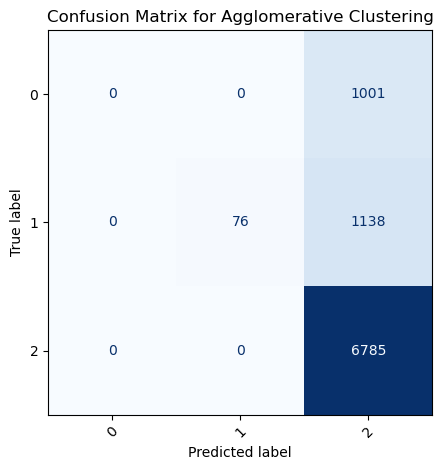 Confusion Matrix for Agglomerative Clustering
0 0 0 1001
1 0 76 1138
2 0 0 6785
0 1 2
True label
Predicted label